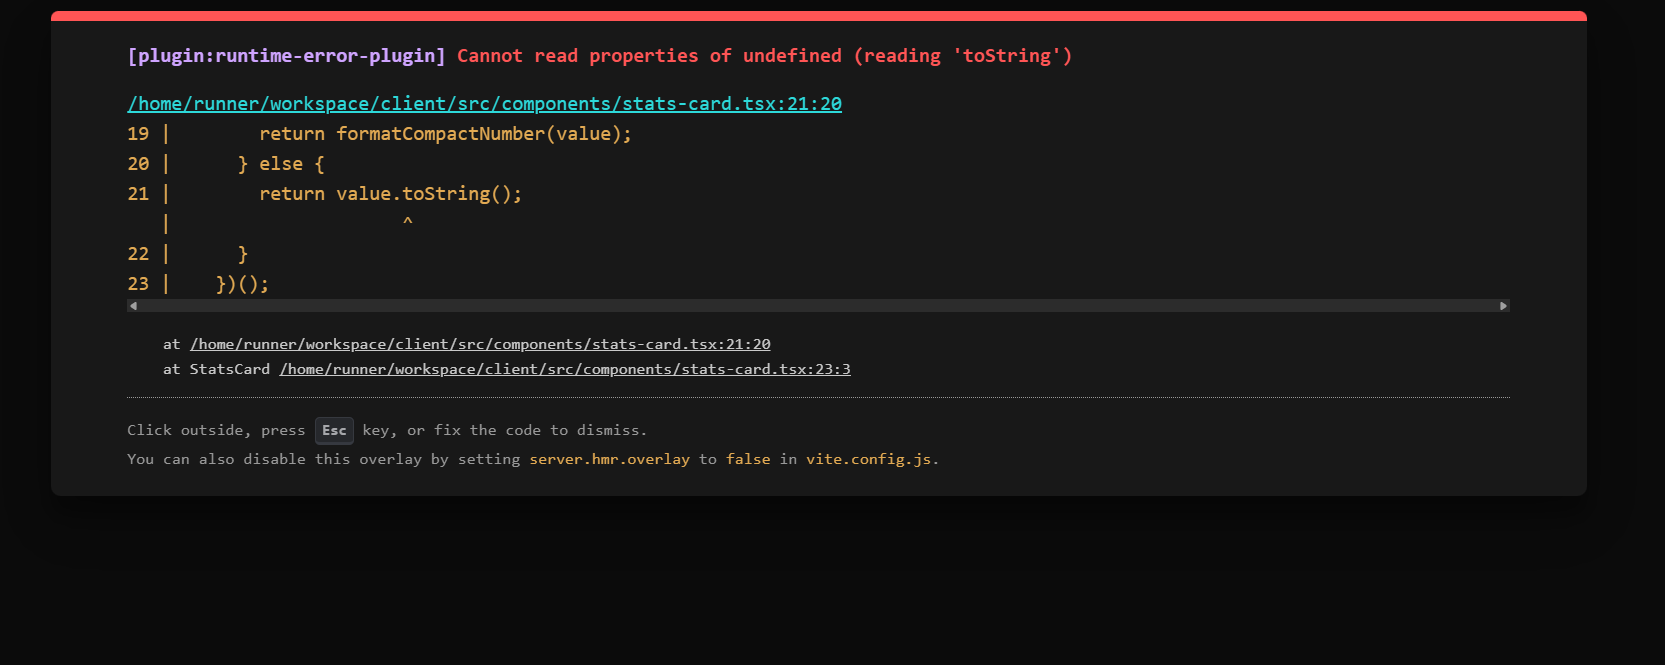 [plugin:runtime-error-plugin] Cannot read properties of undefined (reading 'toString')
/home/runner/workspace/client/src/components/stats-card.tsx:21:20
19 |        return formatCompactNumber(value);
20 |      } else {
21 |        return value.toString();
   |                     ^
22 |      }
23 |    })();
at /home/runner/workspace/client/src/components/stats-card.tsx:21:20
at StatsCard /home/runner/workspace/client/src/components/stats-card.tsx:23:3
Click outside, press Esc key, or fix the code to dismiss.
You can also disable this overlay by setting server.hmr.overlay to false in vite.config.js.